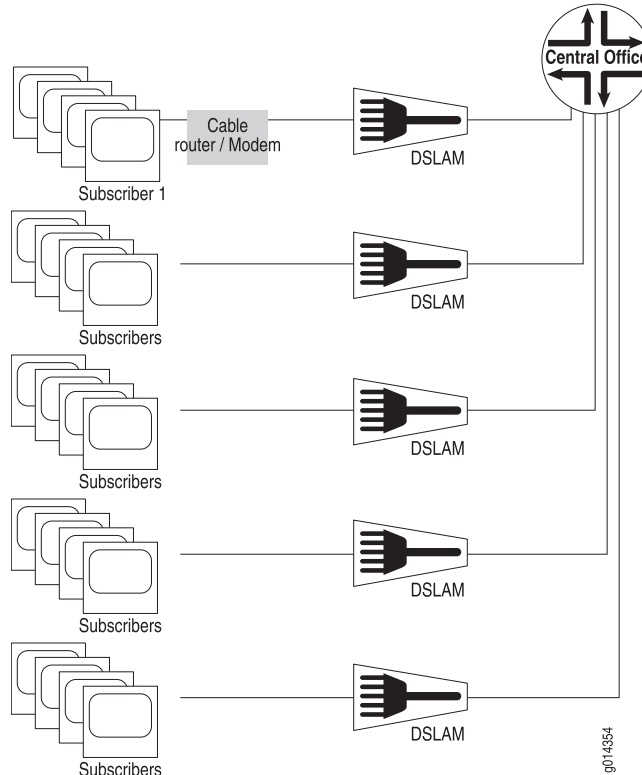 Central Office
Cable
router / Modem
DSLAM
Subscriber 1
DSLAM
Subscribers
DSLAM
Subscribers
DSLAM
Subscribers
DSLAM
Subscribers
g014354